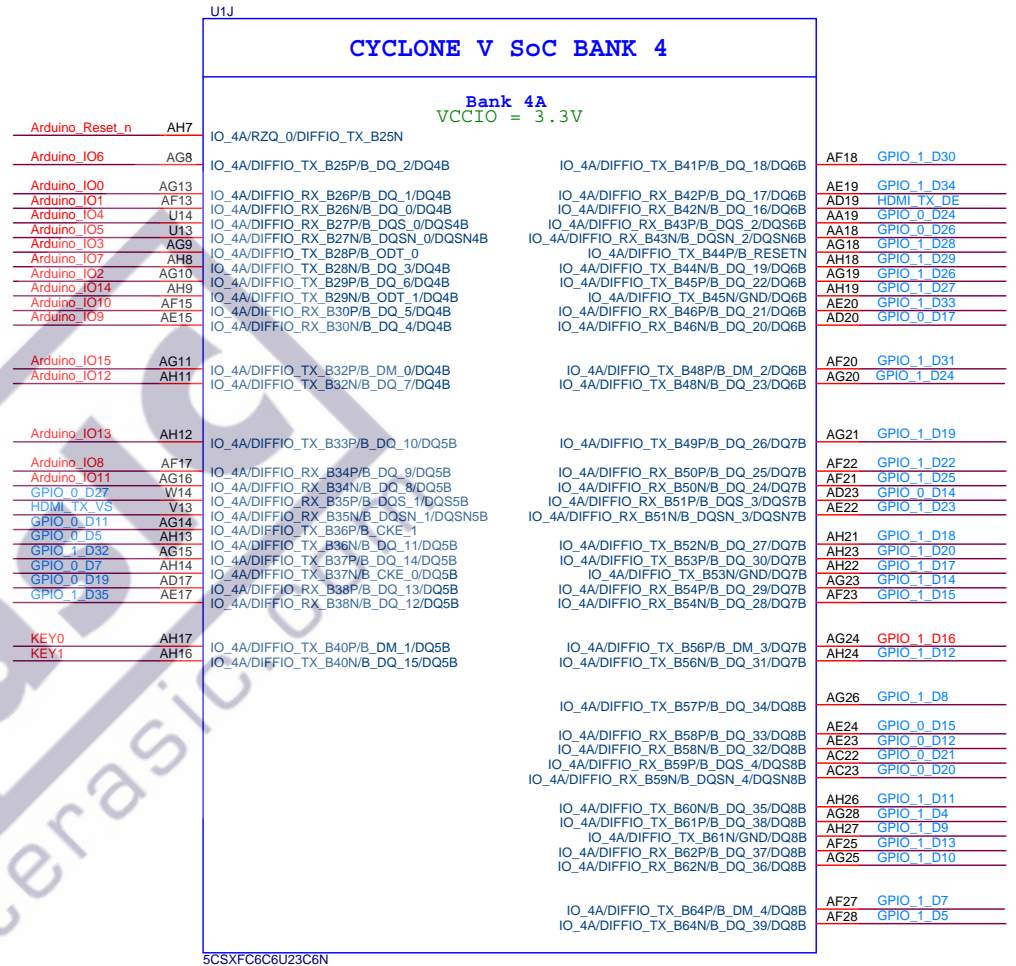 U1J
CYCLONE V SoC BANK 4
Bank 4A
VCCIO = 3.3V
Arduino_Reset_n AH7 IO_4A/RZQ_0/DIFFIO_TX_B25N
Arduino_IO6 AG8 IO_4A/DIFFIO_TX_B25P/B_DQ_2/DQ4B
Arduino_IO0 AG13 IO_4A/DIFFIO_RX_B26P/B_DQ_1/DQ4B
Arduino_IO1 AF13 IO_4A/DIFFIO_RX_B26N/B_DQ_0/DQ4B
Arduino_IO4 U14 IO_4A/DIFFIO_RX_B27P/B_DQS_0/DQS4B
Arduino_IO5 U13 IO_4A/DIFFIO_RX_B27N/B_DQSN_0/DQSN4B
Arduino_IO3 AG9 IO_4A/DIFFIO_TX_B28P/B_ODT_0
Arduino_IO7 AH8 IO_4A/DIFFIO_TX_B28N/B_DQ_3/DQ4B
Arduino_IO2 AG10 IO_4A/DIFFIO_TX_B29P/B_DQ_6/DQ4B
Arduino_IO14 AH9 IO_4A/DIFFIO_TX_B29N/B_ODT_1/DQ4B
Arduino_IO10 AF15 IO_4A/DIFFIO_RX_B30P/B_DQ_5/DQ4B
Arduino_IO9 AE15 IO_4A/DIFFIO_RX_B30N/B_DQ_4/DQ4B
Arduino_IO15 AG11 IO_4A/DIFFIO_TX_B32P/B_DM_0/DQ4B
Arduino_IO12 AH11 IO_4A/DIFFIO_TX_B32N/B_DQ_7/DQ4B
Arduino_IO13 AH12 IO_4A/DIFFIO_TX_B33P/B_DQ_10/DQ5B
Arduino_IO8 AF17 IO_4A/DIFFIO_RX_B34P/B_DQ_9/DQ5B
Arduino_IO11 AG16 IO_4A/DIFFIO_RX_B34N/B_DQ_8/DQ5B
GPIO_0_D27 W14 IO_4A/DIFFIO_RX_B35P/B_DQS_1/DQS5B
HDMI_TX_VS V13 IO_4A/DIFFIO_RX_B35N/B_DQSN_1/DQSN5B
GPIO_0_D11 AG14 IO_4A/DIFFIO_TX_B36P/B_CKE_1
GPIO_0_D5 AH13 IO_4A/DIFFIO_TX_B36N/B_DQ_11/DQ5B
GPIO_1_D32 AG15 IO_4A/DIFFIO_TX_B37P/B_DQ_14/DQ5B
GPIO_0_D7 AH14 IO_4A/DIFFIO_TX_B37N/B_CKE_0/DQ5B
GPIO_0_D19 AD17 IO_4A/DIFFIO_RX_B38P/B_DQ_13/DQ5B
GPIO_1_D35 AE17 IO_4A/DIFFIO_RX_B38N/B_DQ_12/DQ5B
KEY0 AH17 IO_4A/DIFFIO_TX_B40P/B_DM_1/DQ5B
KEY1 AH16 IO_4A/DIFFIO_TX_B40N/B_DQ_15/DQ5B
IO_4A/DIFFIO_TX_B41P/B_DQ_18/DQ6B AF18 GPIO_1_D30
IO_4A/DIFFIO_RX_B42P/B_DQ_17/DQ6B AE19 GPIO_1_D34
IO_4A/DIFFIO_RX_B42N/B_DQ_16/DQ6B AD19 HDMI_TX_DE
IO_4A/DIFFIO_RX_B43P/B_DQS_2/DQS6B AA19 GPIO_0_D24
IO_4A/DIFFIO_RX_B43N/B_DQSN_2/DQSN6B AA18 GPIO_0_D26
IO_4A/DIFFIO_TX_B44P/B_RESETN AG18 GPIO_1_D28
IO_4A/DIFFIO_TX_B44N/B_DQ_19/DQ6B AH18 GPIO_1_D29
IO_4A/DIFFIO_TX_B45P/B_DQ_22/DQ6B AG19 GPIO_1_D26
IO_4A/DIFFIO_TX_B45N/GND/DQ6B AH19 GPIO_1_D27
IO_4A/DIFFIO_RX_B46P/B_DQ_21/DQ6B AE20 GPIO_1_D33
IO_4A/DIFFIO_RX_B46N/B_DQ_20/DQ6B AD20 GPIO_0_D17
IO_4A/DIFFIO_TX_B48P/B_DM_2/DQ6B AF20 GPIO_1_D31
IO_4A/DIFFIO_TX_B48N/B_DQ_23/DQ6B AG20 GPIO_1_D24
IO_4A/DIFFIO_TX_B49P/B_DQ_26/DQ7B AG21 GPIO_1_D19
IO_4A/DIFFIO_RX_B50P/B_DQ_25/DQ7B AF22 GPIO_1_D22
IO_4A/DIFFIO_RX_B50N/B_DQ_24/DQ7B AF21 GPIO_1_D25
IO_4A/DIFFIO_RX_B51P/B_DQS_3/DQS7B AD23 GPIO_0_D14
IO_4A/DIFFIO_RX_B51N/B_DQSN_3/DQSN7B AE22 GPIO_1_D23
IO_4A/DIFFIO_TX_B52N/B_DQ_27/DQ7B AH21 GPIO_1_D18
IO_4A/DIFFIO_TX_B53P/B_DQ_30/DQ7B AH23 GPIO_1_D20
IO_4A/DIFFIO_TX_B53N/GND/DQ7B AH22 GPIO_1_D17
IO_4A/DIFFIO_RX_B54P/B_DQ_29/DQ7B AG23 GPIO_1_D14
IO_4A/DIFFIO_RX_B54N/B_DQ_28/DQ7B AF23 GPIO_1_D15
IO_4A/DIFFIO_TX_B56P/B_DM_3/DQ7B AG24 GPIO_1_D16
IO_4A/DIFFIO_TX_B56N/B_DQ_31/DQ7B AH24 GPIO_1_D12
IO_4A/DIFFIO_TX_B57P/B_DQ_34/DQ8B AG26 GPIO_1_D8
IO_4A/DIFFIO_RX_B58P/B_DQ_33/DQ8B AE24 GPIO_0_D15
IO_4A/DIFFIO_RX_B58N/B_DQ_32/DQ8B AE23 GPIO_0_D12
IO_4A/DIFFIO_RX_B59P/B_DQS_4/DQS8B AC22 GPIO_0_D21
IO_4A/DIFFIO_RX_B59N/B_DQSN_4/DQSN8B AC23 GPIO_0_D20
IO_4A/DIFFIO_TX_B60N/B_DQ_35/DQ8B AH26 GPIO_1_D11
IO_4A/DIFFIO_TX_B61P/B_DQ_38/DQ8B AG28 GPIO_1_D4
IO_4A/DIFFIO_TX_B61N/GND/DQ8B AH27 GPIO_1_D9
IO_4A/DIFFIO_RX_B62P/B_DQ_37/DQ8B AF25 GPIO_1_D13
IO_4A/DIFFIO_RX_B62N/B_DQ_36/DQ8B AG25 GPIO_1_D10
IO_4A/DIFFIO_TX_B64P/B_DM_4/DQ8B AF27 GPIO_1_D7
IO_4A/DIFFIO_TX_B64N/B_DQ_39/DQ8B AF28 GPIO_1_D5
5CSXFC6C6U23C6N
asic
terasic.com